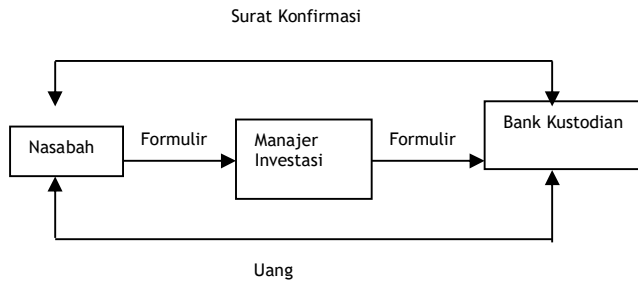 Surat Konfirmasi
Nasabah
Formulir
Manajer
Investasi
Formulir
Bank Kustodian
Uang